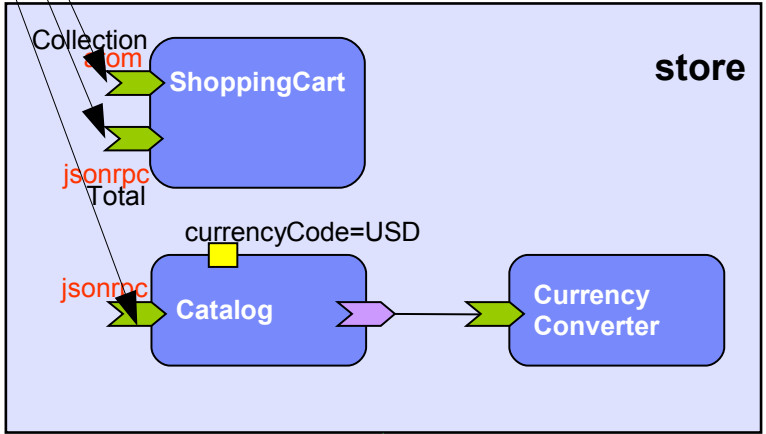 Collection
atom
ShoppingCart
store
jsonrpc
Total
currencyCode=USD
jsonrpc
Catalog
Currency
Converter